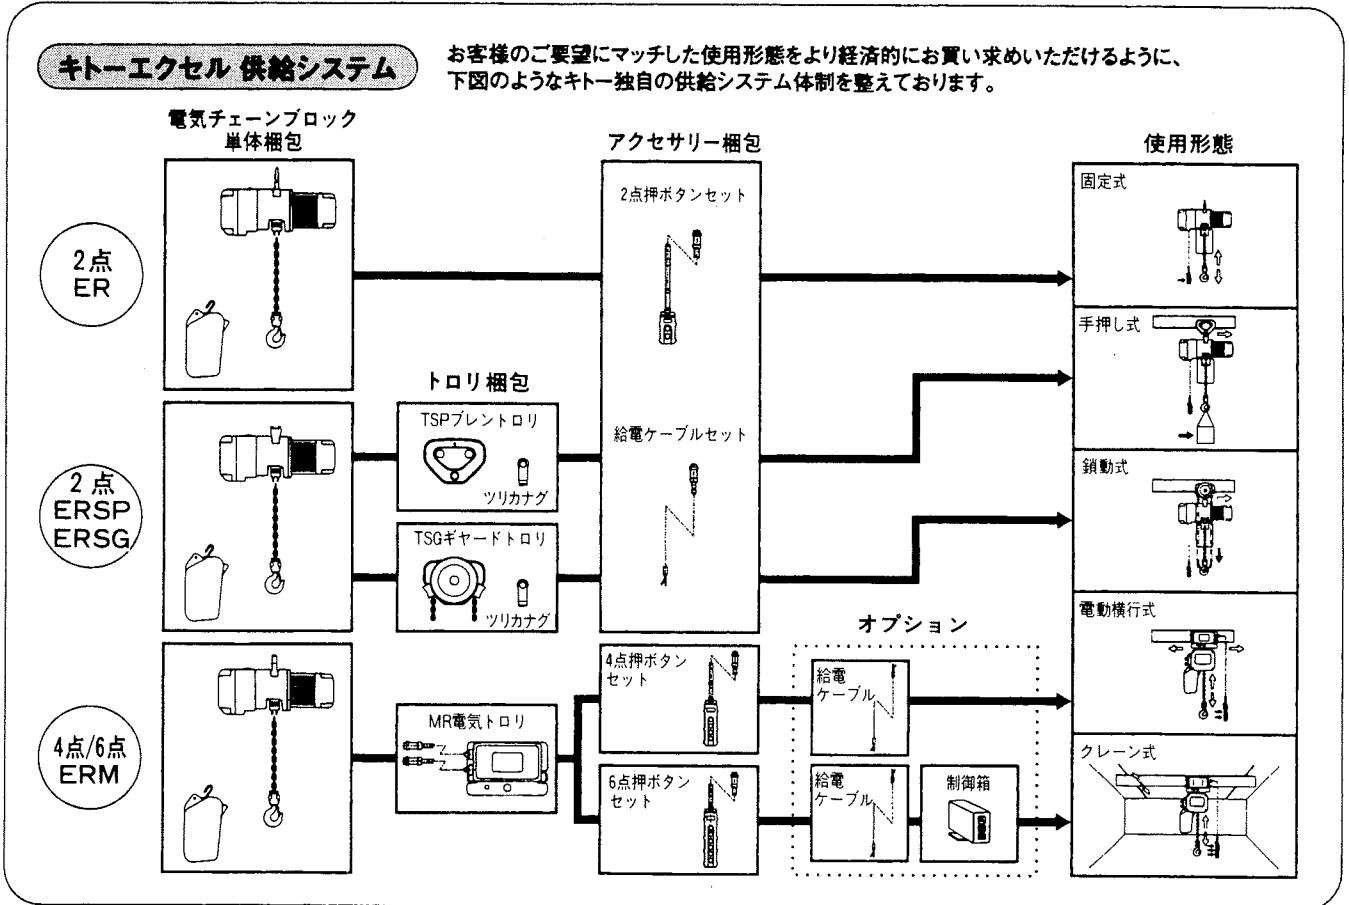 キトーエクセル 供給システム
お客様のご要望にマッチした使用形態をより経済的にお買い求めいただけるように、
下図のようなキトー独自の供給システム体制を整えております。
電気チェーンブロック
単体梱包
アクセサリー梱包
使用形態
2点
ER
2点押ボタンセット
固定式
手押し式
トロリ梱包
2点
ERSP
ERSG
TSPプレントロリ
ツリカナグ
給電ケーブルセット
鎖動式
TSGギヤードトロリ
ツリカナグ
オプション
電動横行式
4点/6点
ERM
MR電気トロリ
4点押ボタン
セット
給電
ケーブル
クレーン式
6点押ボタン
セット
給電
ケーブル
制御箱